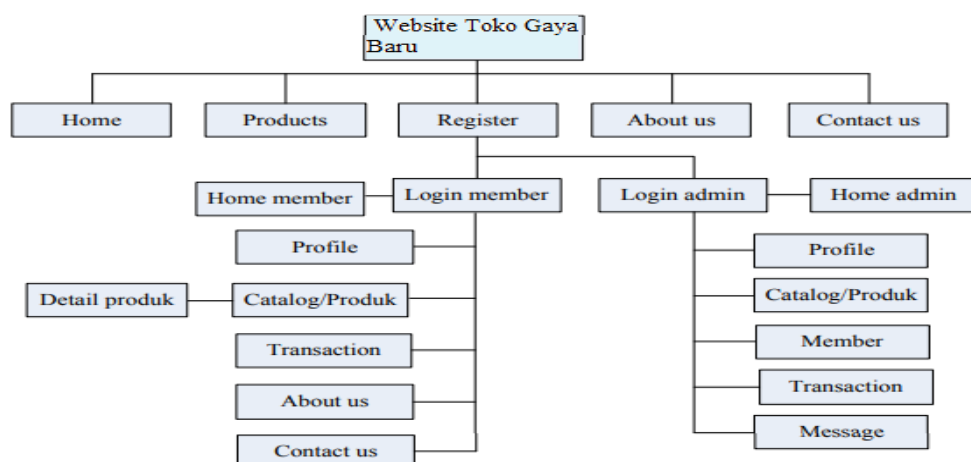 Website Toko Gaya
Baru
Home
Products
Register
About us
Contact us
Home member
Login member
Login admin
Home admin
Profile
Profile
Detail produk
Catalog/Produk
Catalog/Produk
Transaction
Member
About us
Transaction
Contact us
Message